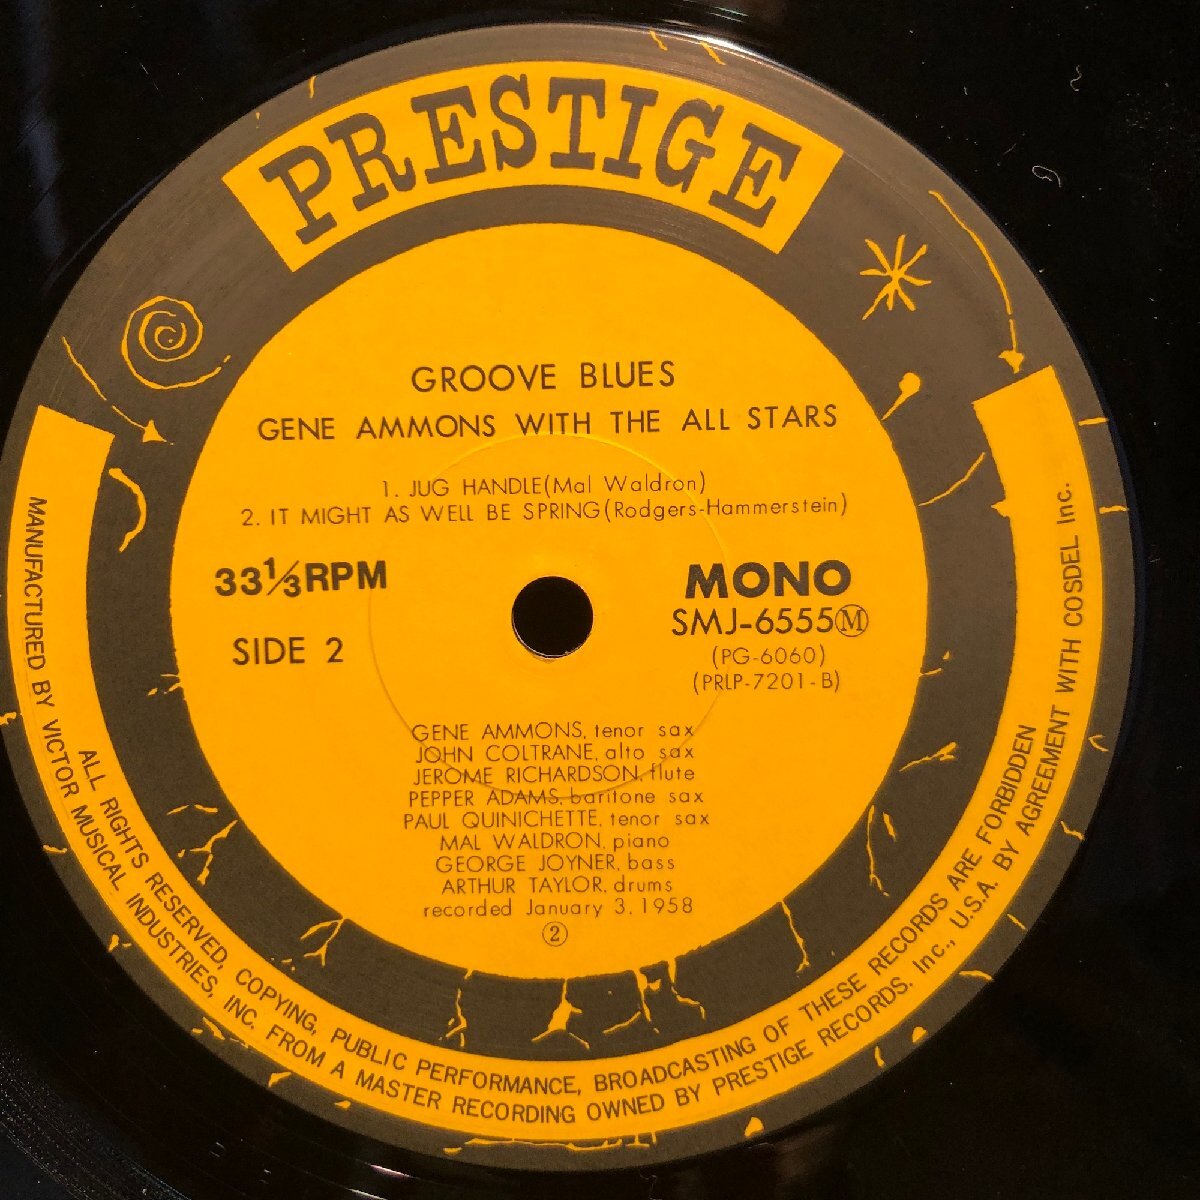 PRESTIGE
GROOVE BLUES
GENE AMMONS WITH THE ALL STARS
1. JUG HANDLE(Mal Waldron)
2. IT MIGHT AS WELL BE SPRING(Rodgers-Hammerstein)
33⅓RPM
SIDE 2
MONO
SMJ-6555Ⓜ
(PG-6060)
(PRLP-7201-B)
GENE AMMONS, tenor sax
JOHN COLTRANE, alto sax
JEROME RICHARDSON, flute
PEPPER ADAMS, baritone sax
PAUL QUINICHETTE, tenor sax
MAL WALDRON, piano
GEORGE JOYNER, bass
ARTHUR TAYLOR, drums
recorded January 3, 1958
②
ALL RIGHTS RESERVED, COPYING, PUBLIC PERFORMANCE, BROADCASTING OF THESE RECORDS ARE FORBIDDEN
MANUFACTURED BY VICTOR MUSICAL INDUSTRIES, INC. FROM A MASTER RECORDING OWNED BY PRESTIGE RECORDS. Inc., U.S.A. BY AGREEMENT WITH COSDEL Inc.